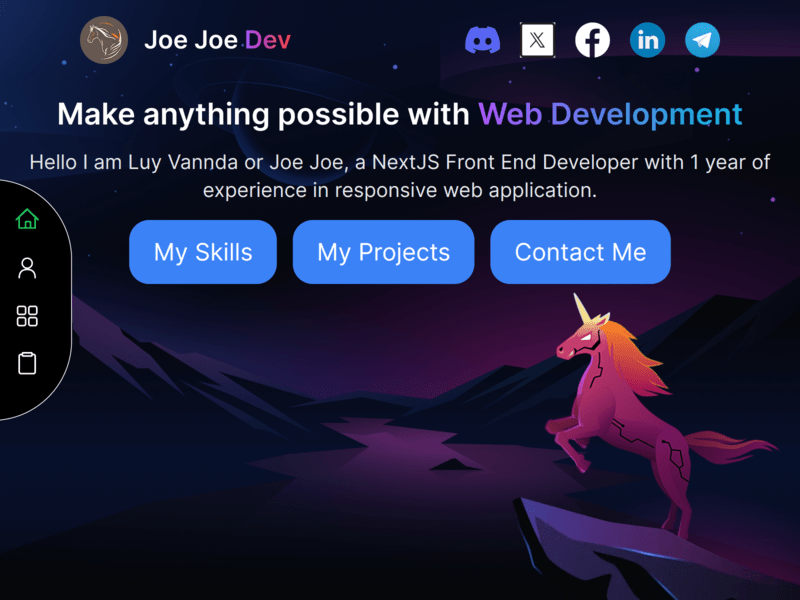 Joe Joe Dev
Make anything possible with Web Development
Hello I am Luy Vannda or Joe Joe, a NextJS Front End Developer with 1 year of
experience in responsive web application.
My Skills
My Projects
Contact Me